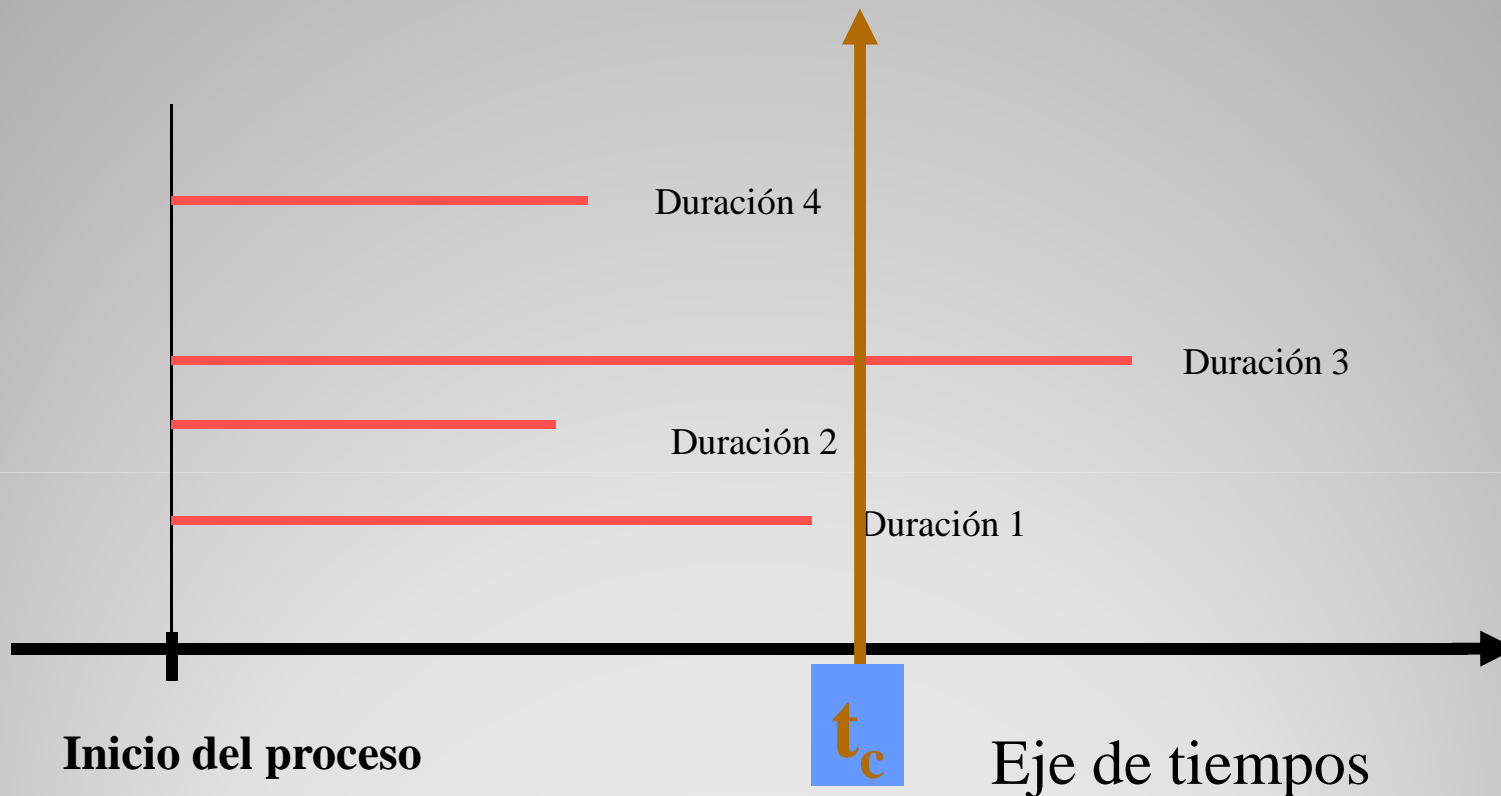 Duración 4
Duración 3
Duración 2
Duración 1
tc
Inicio del proceso
Eje de tiempos